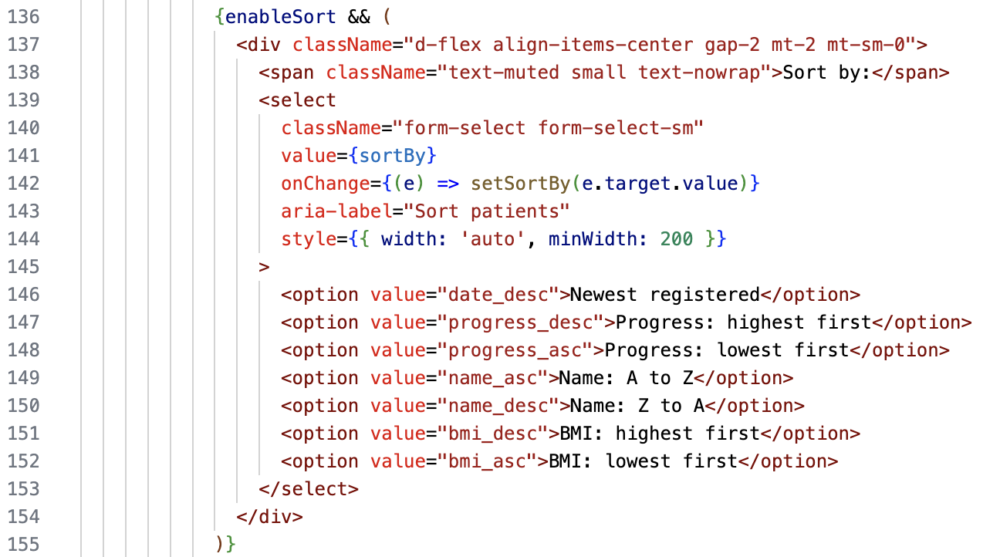 136 {enableSort && (
137 <div className="d-flex align-items-center gap-2 mt-2 mt-sm-0">
138 <span className="text-muted small text-nowrap">Sort by:</span>
139 <select
140 className="form-select form-select-sm"
141 value={sortBy}
142 onChange={(e) => setSortBy(e.target.value)}
143 aria-label="Sort patients"
144 style={{ width: 'auto', minWidth: 200 }}
145 >
146 <option value="date_desc">Newest registered</option>
147 <option value="progress_desc">Progress: highest first</option>
148 <option value="progress_asc">Progress: lowest first</option>
149 <option value="name_asc">Name: A to Z</option>
150 <option value="name_desc">Name: Z to A</option>
151 <option value="bmi_desc">BMI: highest first</option>
152 <option value="bmi_asc">BMI: lowest first</option>
153 </select>
154 </div>
155 )}